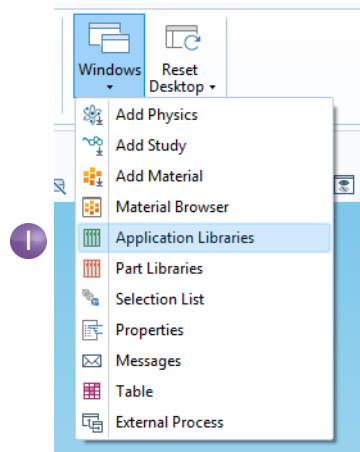 Windows
Reset
Desktop
Add Physics
Add Study
Add Material
Material Browser
1
Application Libraries
Part Libraries
Selection List
Properties
Messages
Table
External Process